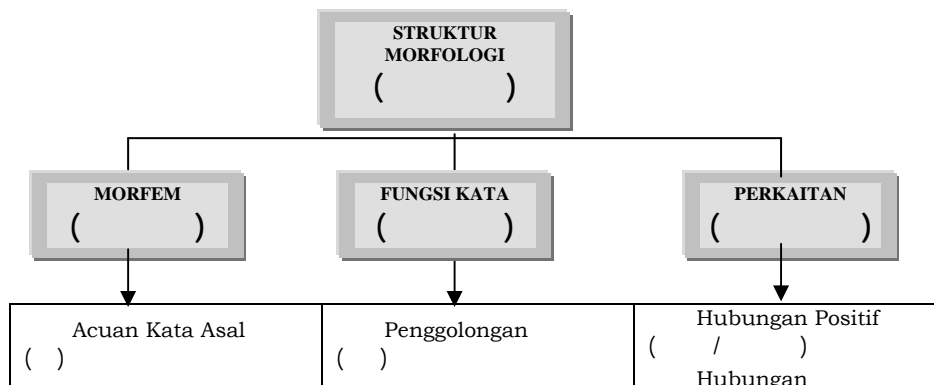 STRUKTUR
MORFOLOGI
( )
MORFEM
( )
FUNGSI KATA
( )
PERKAITAN
( )
Acuan Kata Asal
( )
Penggolongan
( )
Hubungan Positif
( / )
Hubungan